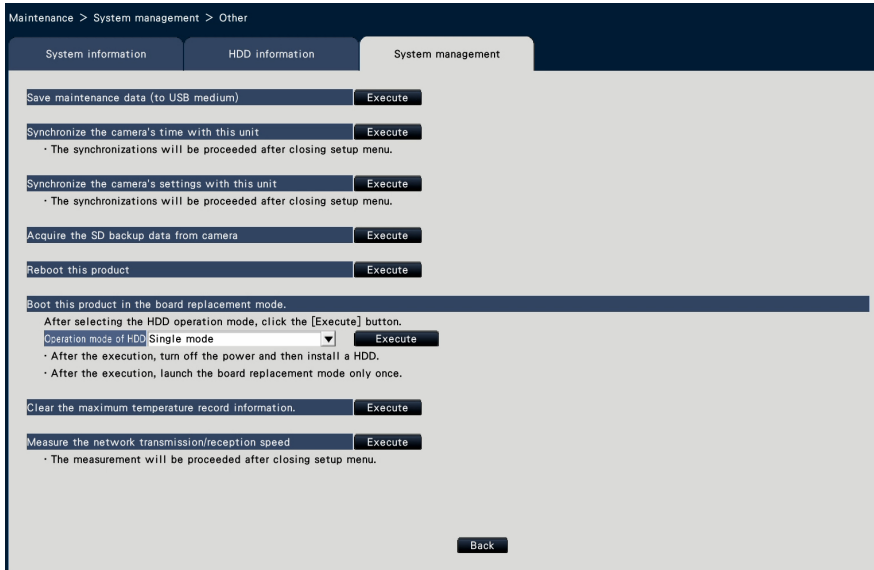 Maintenance > System management > Other
System information HDD information System management
Save maintenance data (to USB medium) Execute
Synchronize the camera's time with this unit Execute
・The synchronizations will be proceeded after closing setup menu.
Synchronize the camera's settings with this unit Execute
・The synchronizations will be proceeded after closing setup menu.
Acquire the SD backup data from camera Execute
Reboot this product Execute
Boot this product in the board replacement mode.
After selecting the HDD operation mode, click the [Execute] button.
Operation mode of HDD Single mode Execute
・After the execution, turn off the power and then install a HDD.
・After the execution, launch the board replacement mode only once.
Clear the maximum temperature record information. Execute
Measure the network transmission/reception speed Execute
・The measurement will be proceeded after closing setup menu.
Back